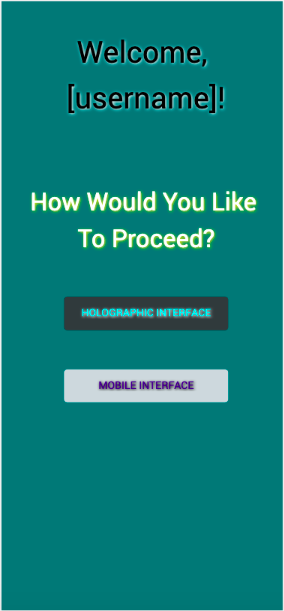 Welcome,
[username]!
How Would You Like
To Proceed?
HOLOGRAPHIC INTERFACE
MOBILE INTERFACE